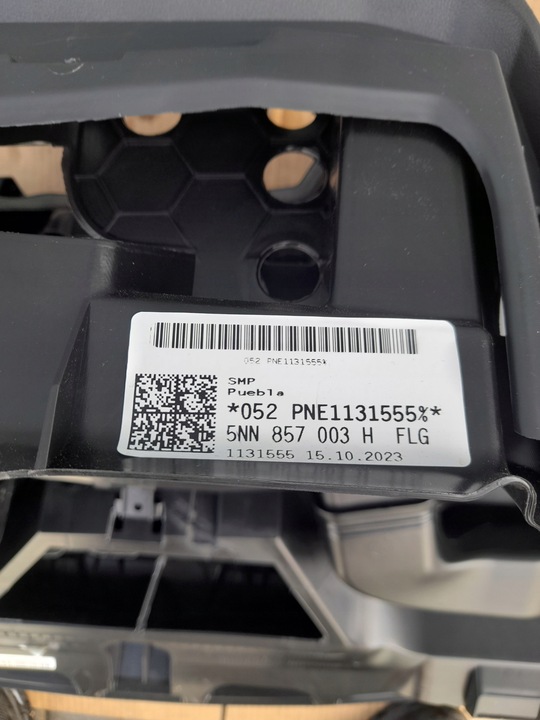 052 PNE1131555%
SMP
Puebla
*052 PNE1131555%*
5NN 857 003 H FLG
1131555 15.10.2023